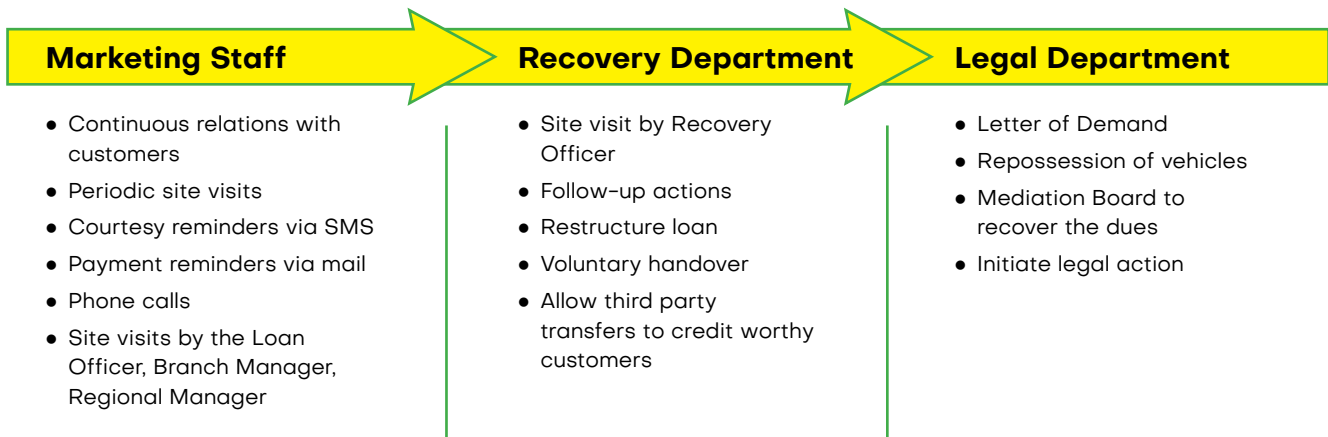 Marketing Staff
● Continuous relations with
customers
● Periodic site visits
● Courtesy reminders via SMS
● Payment reminders via mail
● Phone calls
● Site visits by the Loan
Officer, Branch Manager,
Regional Manager
Recovery Department
● Site visit by Recovery
Officer
● Follow-up actions
● Restructure loan
● Voluntary handover
● Allow third party
transfers to credit worthy
customers
Legal Department
● Letter of Demand
● Repossession of vehicles
● Mediation Board to
recover the dues
● Initiate legal action